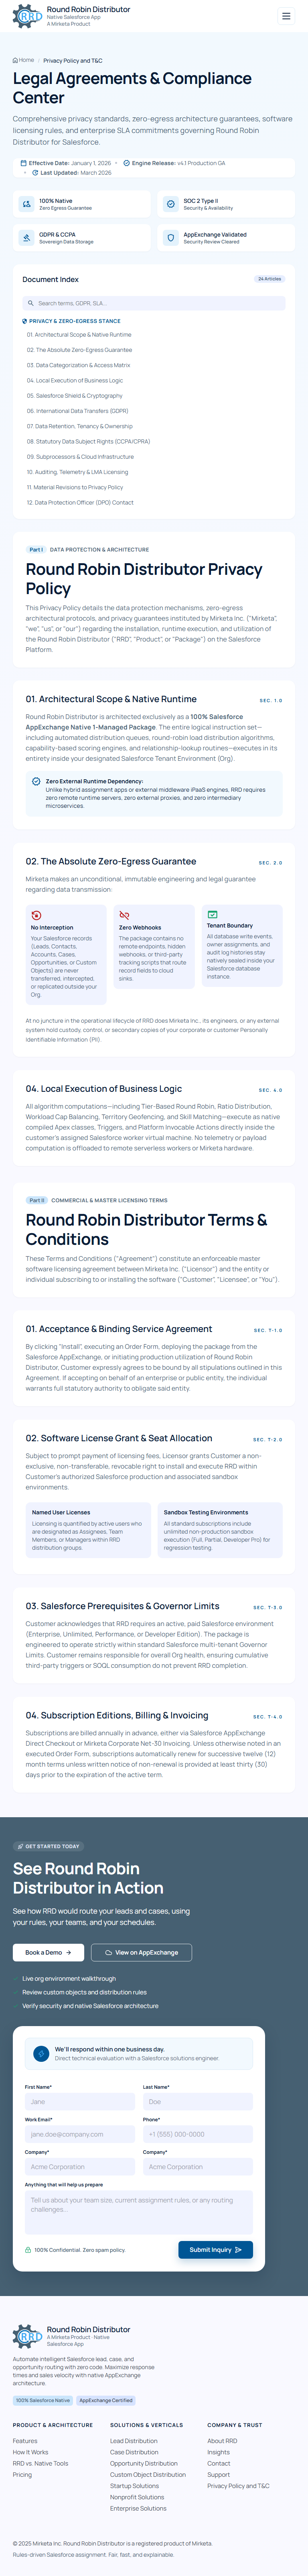 RRD
Round Robin Distributor
Native Salesforce App
A Mirketa Product
Home
Privacy Policy and T&C
Legal Agreements & Compliance
Center
Comprehensive privacy standards, zero-egress architecture guarantees, software
licensing rules, and enterprise SLA commitments governing Round Robin
Distributor for Salesforce.
Effective Date: January 1, 2026 • Engine Release: v4.1 Production GA
• Last Updated: March 2026
100% Native
Zero Egress Guarantee
SOC 2 Type II
Security & Availability
GDPR & CCPA
Sovereign Data Storage
AppExchange Validated
Security Review Cleared
Document Index
24 Articles
Search terms, GDPR, SLA...
PRIVACY & ZERO-EGRESS STANCE
01. Architectural Scope & Native Runtime
02. The Absolute Zero-Egress Guarantee
03. Data Categorization & Access Matrix
04. Local Execution of Business Logic
05. Salesforce Shield & Cryptography
06. International Data Transfers (GDPR)
07. Data Retention, Tenancy & Ownership
08. Statutory Data Subject Rights (CCPA/CPRA)
09. Subprocessors & Cloud Infrastructure
10. Auditing, Telemetry & LMA Licensing
11. Material Revisions to Privacy Policy
12. Data Protection Officer (DPO) Contact
Part I DATA PROTECTION & ARCHITECTURE
Round Robin Distributor Privacy
Policy
This Privacy Policy details the data protection mechanisms, zero-egress
architectural protocols, and privacy guarantees instituted by Mirketa Inc. ("Mirketa",
"we", "us", or "our") regarding the installation, runtime execution, and utilization of
the Round Robin Distributor ("RRD", "Product", or "Package") on the Salesforce
Platform.
01. Architectural Scope & Native Runtime
SEC. 1.0
Round Robin Distributor is architected exclusively as a 100% Salesforce
AppExchange Native 1-Managed Package. The entire logical instruction set—
including automated distribution queues, round-robin load distribution algorithms,
capability-based scoring engines, and relationship-lookup routines—executes in its
entirety inside your designated Salesforce Tenant Environment (Org).
Zero External Runtime Dependency:
Unlike hybrid assignment apps or external middleware iPaaS engines, RRD requires
zero remote runtime servers, zero external proxies, and zero intermediary
microservices.
02. The Absolute Zero-Egress Guarantee
SEC. 2.0
Mirketa makes an unconditional, immutable engineering and legal guarantee
regarding data transmission:
No Interception
Your Salesforce records
(Leads, Contacts,
Accounts, Cases,
Opportunities, or Custom
Objects) are never
transferred, intercepted,
or replicated outside your
Org.
Zero Webhooks
The package contains no
remote endpoints, hidden
webhooks, or third-party
tracking scripts that route
record fields to cloud
sinks.
Tenant Boundary
All database write events,
owner assignments, and
audit log histories stay
natively sealed inside your
Salesforce database
instance.
At no juncture in the operational lifecycle of RRD does Mirketa Inc., its engineers, or any external
system hold custody, control, or secondary copies of your corporate or customer Personally
Identifiable Information (PII).
04. Local Execution of Business Logic
SEC. 4.0
All algorithm computations—including Tier-Based Round Robin, Ratio Distribution,
Workload Cap Balancing, Territory Geofencing, and Skill Matching—execute as native
compiled Apex classes, Triggers, and Platform Invocable Actions directly inside the
customer's assigned Salesforce worker virtual machine. No telemetry or payload
computation is offloaded to remote serverless workers or Mirketa hardware.
Part II COMMERCIAL & MASTER LICENSING TERMS
Round Robin Distributor Terms &
Conditions
These Terms and Conditions ("Agreement") constitute an enforceable master
software licensing agreement between Mirketa Inc. ("Licensor") and the entity or
individual subscribing to or installing the software ("Customer", "Licensee", or "You").
01. Acceptance & Binding Service Agreement
SEC. T-1.0
By clicking "Install", executing an Order Form, deploying the package from the
Salesforce AppExchange, or initiating production utilization of Round Robin
Distributor, Customer expressly agrees to be bound by all stipulations outlined in this
Agreement. If accepting on behalf of an enterprise or public entity, the individual
warrants full statutory authority to obligate said entity.
02. Software License Grant & Seat Allocation
SEC. T-2.0
Subject to prompt payment of licensing fees, Licensor grants Customer a non-
exclusive, non-transferable, revocable right to install and execute RRD within
Customer's authorized Salesforce production and associated sandbox
environments.
Named User Licenses
Licensing is quantified by active users who
are designated as Assignees, Team
Members, or Managers within RRD
distribution groups.
Sandbox Testing Environments
All standard subscriptions include
unlimited non-production sandbox
execution (Full, Partial, Developer Pro) for
regression testing.
03. Salesforce Prerequisites & Governor Limits
SEC. T-3.0
Customer acknowledges that RRD requires an active, paid Salesforce environment
(Enterprise, Unlimited, Performance, or Developer Edition). The package is
engineered to operate strictly within standard Salesforce multi-tenant Governor
Limits. Customer remains responsible for overall Org health, ensuring cumulative
third-party triggers or SOQL consumption do not prevent RRD completion.
04. Subscription Editions, Billing & Invoicing
SEC. T-4.0
Subscriptions are billed annually in advance, either via Salesforce AppExchange
Direct Checkout or Mirketa Corporate Net-30 Invoicing. Unless otherwise noted in an
executed Order Form, subscriptions automatically renew for successive twelve (12)
month terms unless written notice of non-renewal is provided at least thirty (30)
days prior to the expiration of the active term.
GET STARTED TODAY
See Round Robin
Distributor in Action
See how RRD would route your leads and cases, using
your rules, your teams, and your schedules.
Book a Demo
View on AppExchange
Live org environment walkthrough
Review custom objects and distribution rules
Verify security and native Salesforce architecture
We'll respond within one business day.
Direct technical evaluation with a Salesforce solutions engineer.
First Name*
Last Name*
Jane
Doe
Work Email*
Phone*
jane.doe@company.com
+1 (555) 000-0000
Company*
Company*
Acme Corporation
Acme Corporation
Anything that will help us prepare
Tell us about your team size, current assignment rules, or any routing
challenges...
100% Confidential. Zero spam policy.
Submit Inquiry
RRD
Round Robin Distributor
A Mirketa Product · Native
Salesforce App
Automate intelligent Salesforce lead, case, and
opportunity routing with zero code. Maximize response
times and sales velocity with native AppExchange
architecture.
100% Salesforce Native
AppExchange Certified
PRODUCT & ARCHITECTURE
Features
How It Works
RRD vs. Native Tools
Pricing
SOLUTIONS & VERTICALS
Lead Distribution
Case Distribution
Opportunity Distribution
Custom Object Distribution
Startup Solutions
Nonprofit Solutions
Enterprise Solutions
COMPANY & TRUST
About RRD
Insights
Contact
Support
Privacy Policy and T&C
© 2025 Mirketa Inc. Round Robin Distributor is a registered product of Mirketa.
Rules-driven Salesforce assignment. Fair, fast, and explainable.